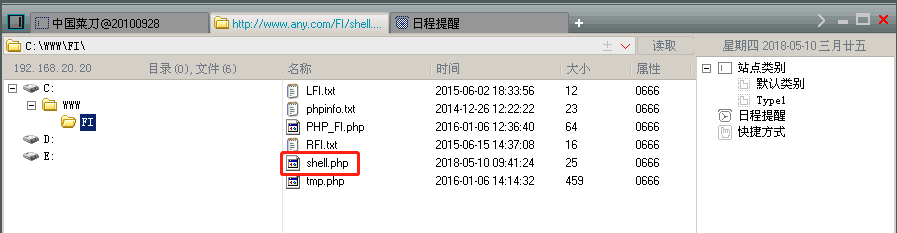 中国菜刀@20100928
http://www.any.com/FI/shell....
日程提醒
C:\WWW\FI\
读取
星期四 2018-05-10 三月廿五
192.168.20.20
目录(0),文件(6)
名称 时间 大小 属性
C:
WWW
FI
D:
E:
LFI.txt 2015-06-02 18:33:56 12 0666
phpinfo.txt 2014-12-26 12:22:22 23 0666
PHP_FI.php 2016-01-06 12:36:40 64 0666
RFI.txt 2015-06-15 14:37:08 16 0666
shell.php 2018-05-10 09:41:24 25 0666
tmp.php 2016-01-06 14:14:32 459 0666
站点类别
默认类别
Type1
日程提醒
快捷方式